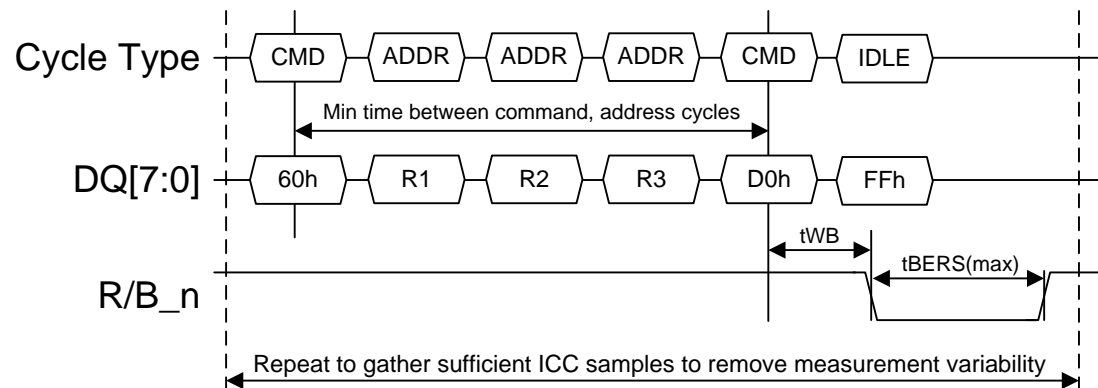 Cycle Type CMD ADDR ADDR ADDR CMD IDLE
Min time between command, address cycles
DQ[7:0] 60h R1 R2 R3 D0h FFh
tWB
tBERS(max)
R/B_n
Repeat to gather sufficient ICC samples to remove measurement variability